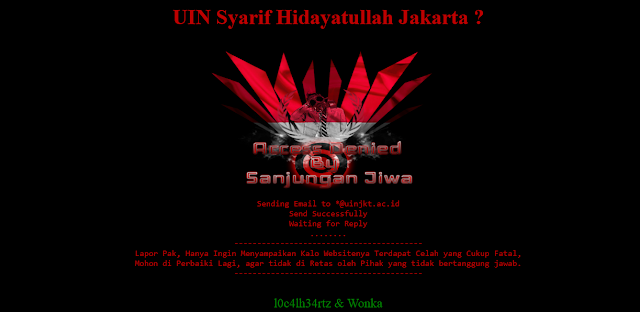 UIN Syarif Hidayatullah Jakarta ?
Access Denied
By
Sanjungan Jiwa
Sending Email to *@uinjkt.ac.id
Send Successfully
Waiting for Reply
--------
------------------------------------------
Lapor Pak, Hanya Ingin Menyampaikan Kalo Websitenya Terdapat Celah yang Cukup Fatal,
Mohon di Perbaiki Lagi, agar tidak di Retas oleh Pihak yang tidak bertanggung jawab.
------------------------------------------
l0c4lh34rtz & Wonka